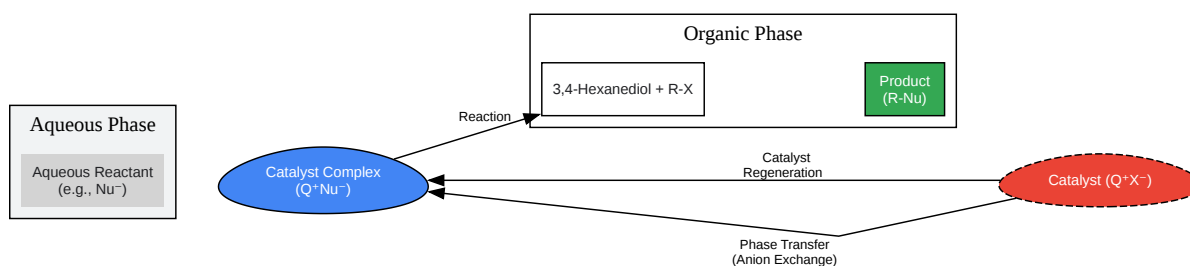 Aqueous Phase
Aqueous Reactant
(e.g., Nu⁻)
Catalyst Complex
(Q⁺Nu⁻)
Reaction
Organic Phase
3,4-Hexanediol + R-X
Product
(R-Nu)
Catalyst
Regeneration
Catalyst (Q⁺X⁻)
Phase Transfer
(Anion Exchange)